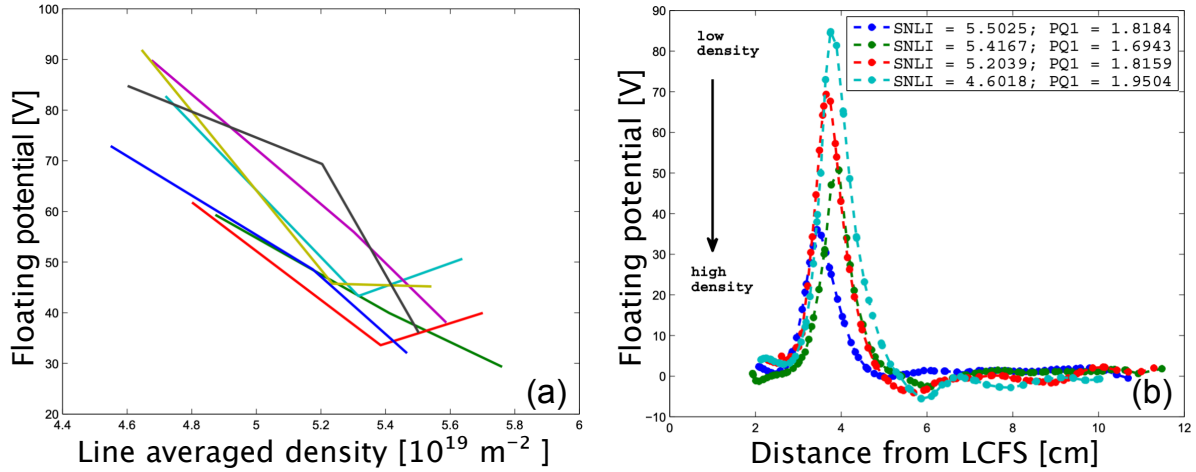 (a)
Floating potential [V]
100
90
80
70
60
50
40
30
20
4.4 4.6 4.8 5 5.2 5.4 5.6 5.8 6
Line averaged density [10¹⁹ m⁻²]
(b)
Floating potential [V]
90
80
70
60
50
40
30
20
10
0
−10
0 2 4 6 8 10 12
Distance from LCFS [cm]
low
density
high
density
SNLI = 5.5025; PQ1 = 1.8184
SNLI = 5.4167; PQ1 = 1.6943
SNLI = 5.2039; PQ1 = 1.8159
SNLI = 4.6018; PQ1 = 1.9504